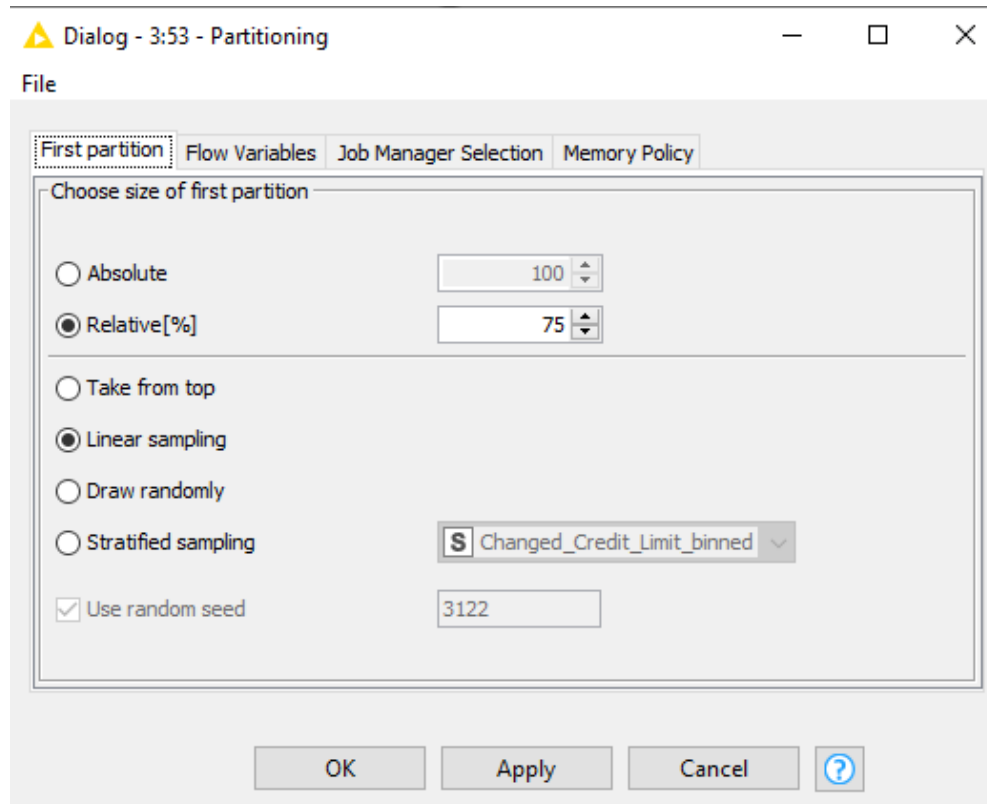 Dialog - 3:53 - Partitioning
File
First partition Flow Variables Job Manager Selection Memory Policy
Choose size of first partition
Absolute 100
Relative[%] 75
Take from top
Linear sampling
Draw randomly
Stratified sampling S Changed_Credit_Limit_binned
Use random seed 3122
OK Apply Cancel ?